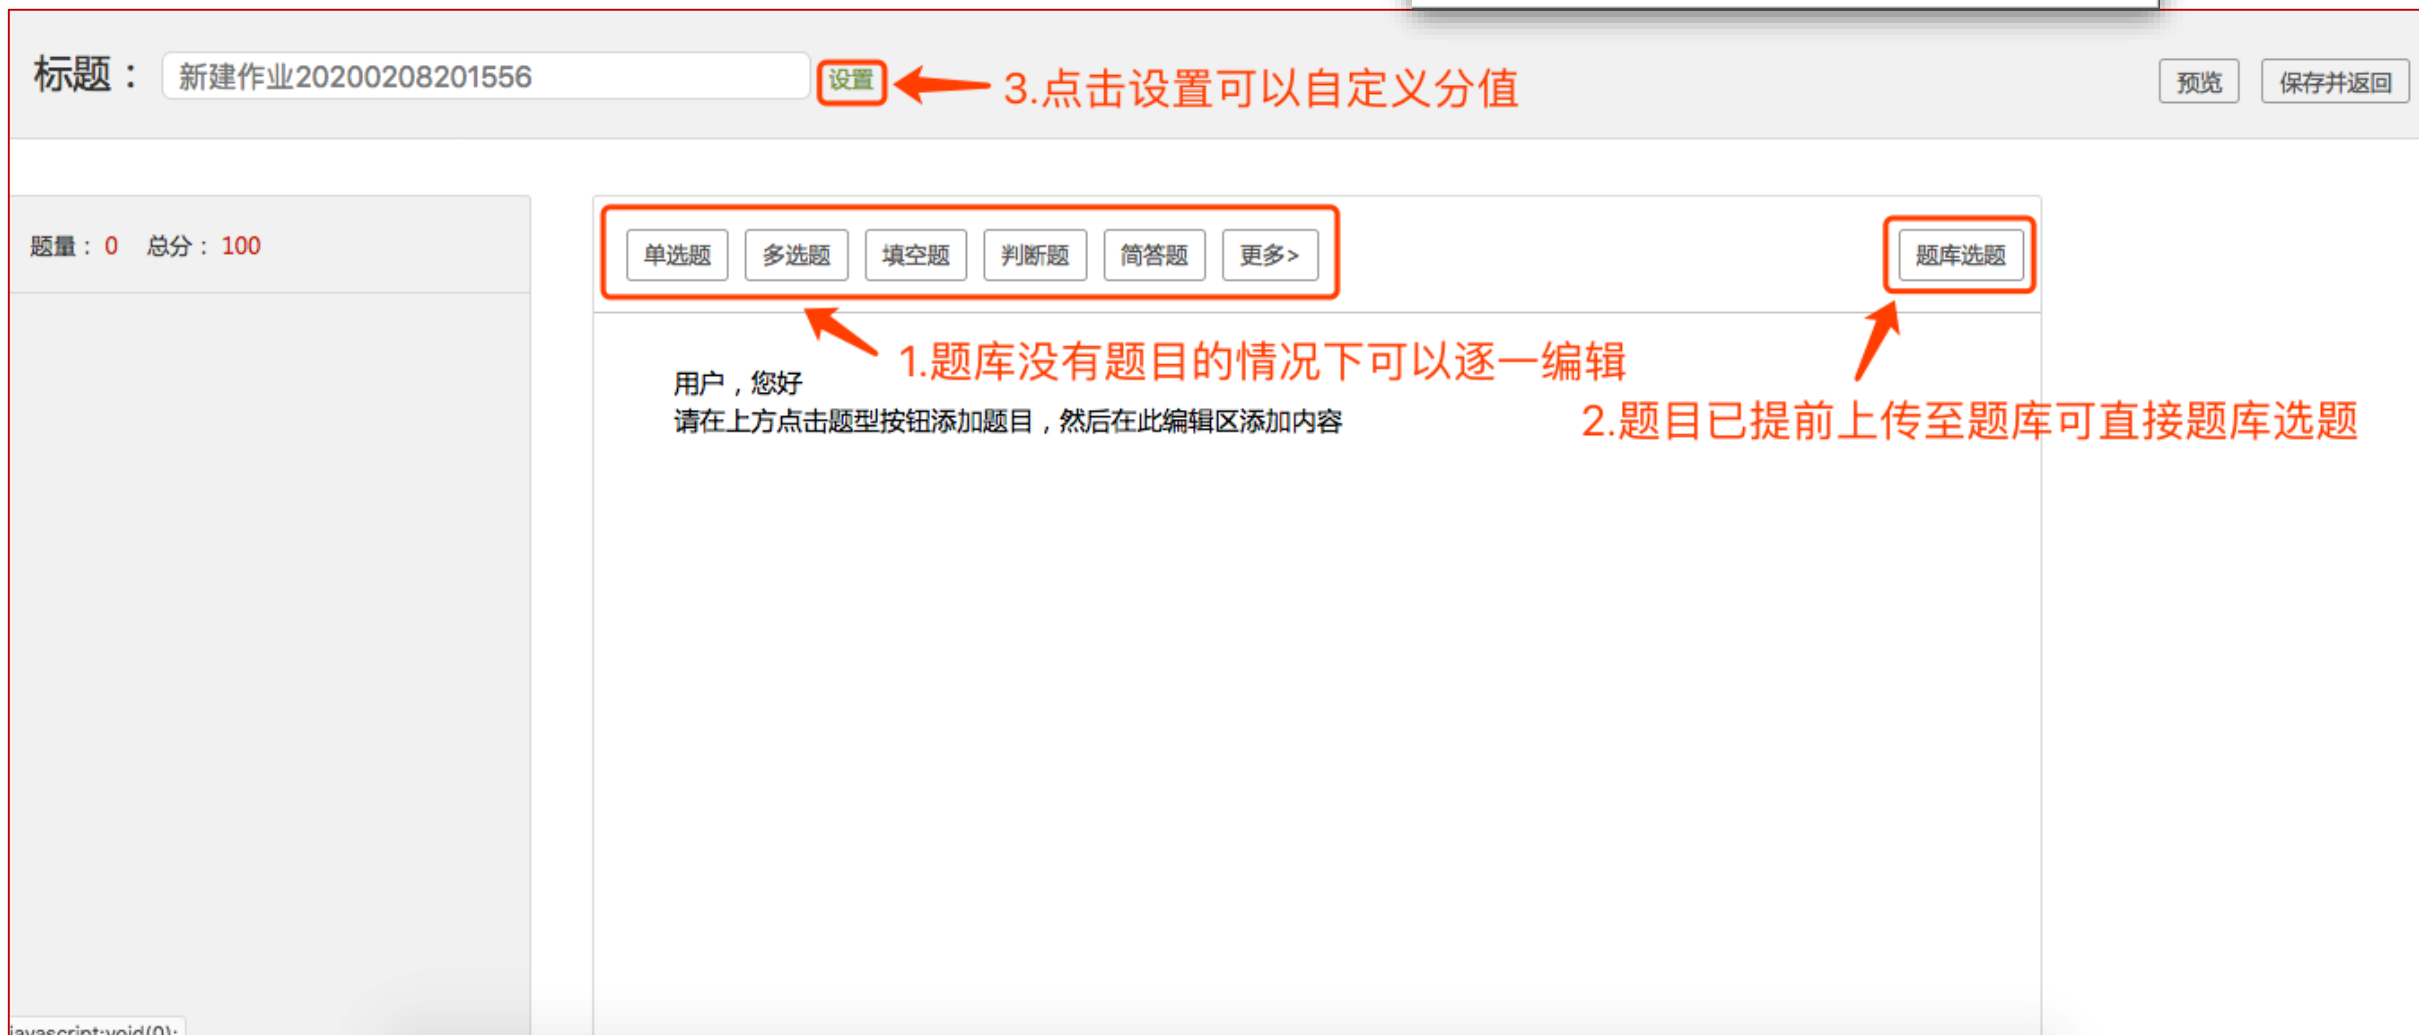 标题： 新建作业20200208201556 设置 3.点击设置可以自定义分值 预览 保存并返回
题量：0 总分：100
单选题 多选题 填空题 判断题 简答题 更多> 题库选题
1.题库没有题目的情况下可以逐一编辑
用户，您好
请在上方点击题型按钮添加题目，然后在此编辑区添加内容
2.题目已提前上传至题库可直接题库选题
javascript:void(0);